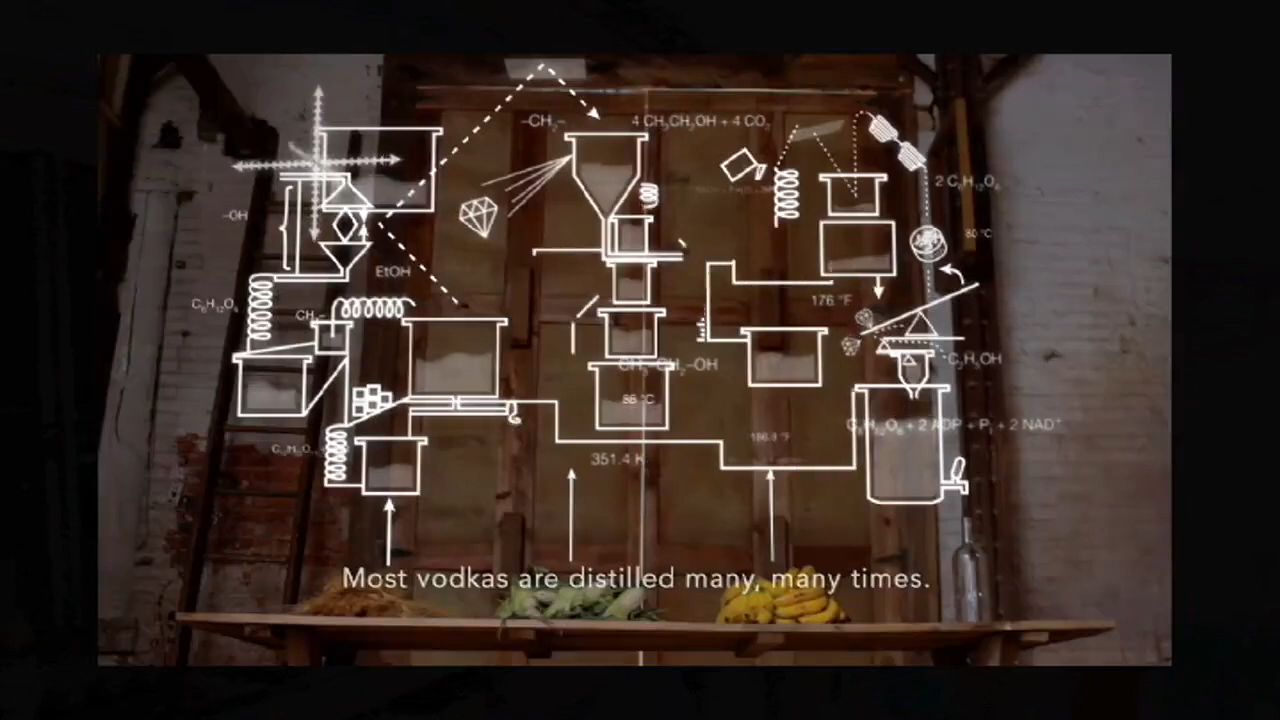 –CH₂–
4 CH₃CH₂OH + 4 CO₂
2 C₆H₁₂O₆
–OH
80 °C
EtOH
176 °F
C₆H₁₂O₆
CH₃–
C₂H₅OH
CH₃–CH₂–OH
86 °C
C₆H₁₂O₆ + 2 ADP + Pᵢ + 2 NAD⁺
351.4 K
Most vodkas are distilled many, many times.